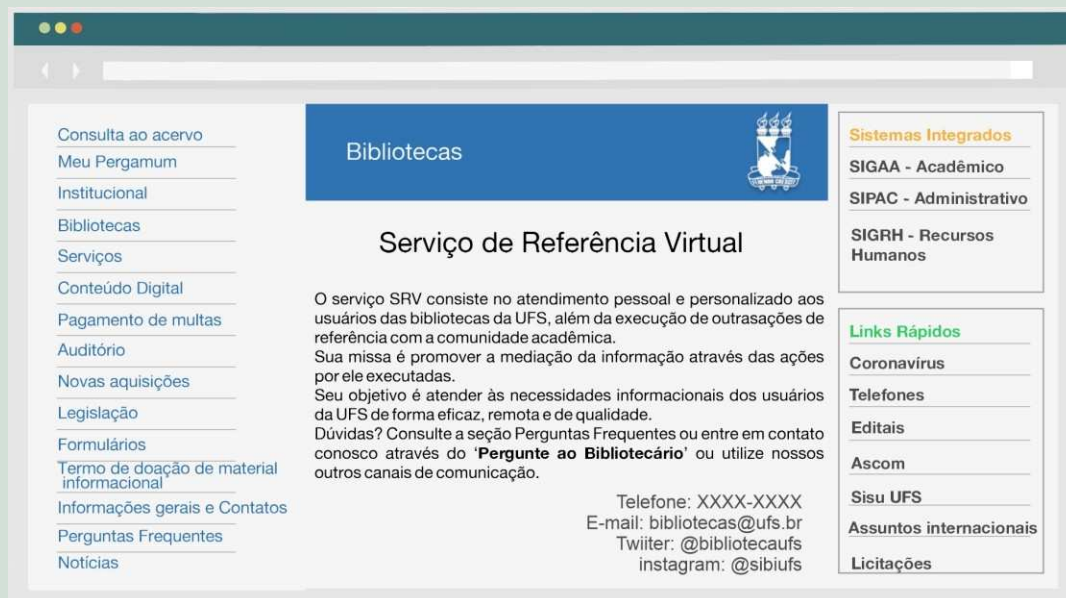 Consulta ao acervo
Meu Pergamum
Institucional
Bibliotecas
Serviços
Conteúdo Digital
Pagamento de multas
Auditório
Novas aquisições
Legislação
Formulários
Termo de doação de material
informacional
Informações gerais e Contatos
Perguntas Frequentes
Notícias
Bibliotecas
Serviço de Referência Virtual
O serviço SRV consiste no atendimento pessoal e personalizado aos
usuários das bibliotecas da UFS, além da execução de outrasações de
referência com a comunidade acadêmica.
Sua missa é promover a mediação da informação através das ações
por ele executadas.
Seu objetivo é atender às necessidades informacionais dos usuários
da UFS de forma eficaz, remota e de qualidade.
Dúvidas? Consulte a seção Perguntas Frequentes ou entre em contato
conosco através do ‘Pergunte ao Bibliotecário’ ou utilize nossos
outros canais de comunicação.
Telefone: XXXX-XXXX
E-mail: bibliotecas@ufs.br
Twiiter: @bibliotecaufs
instagram: @sibiufs
Sistemas Integrados
SIGAA - Acadêmico
SIPAC - Administrativo
SIGRH - Recursos
Humanos
Links Rápidos
Coronavírus
Telefones
Editais
Ascom
Sisu UFS
Assuntos internacionais
Licitações